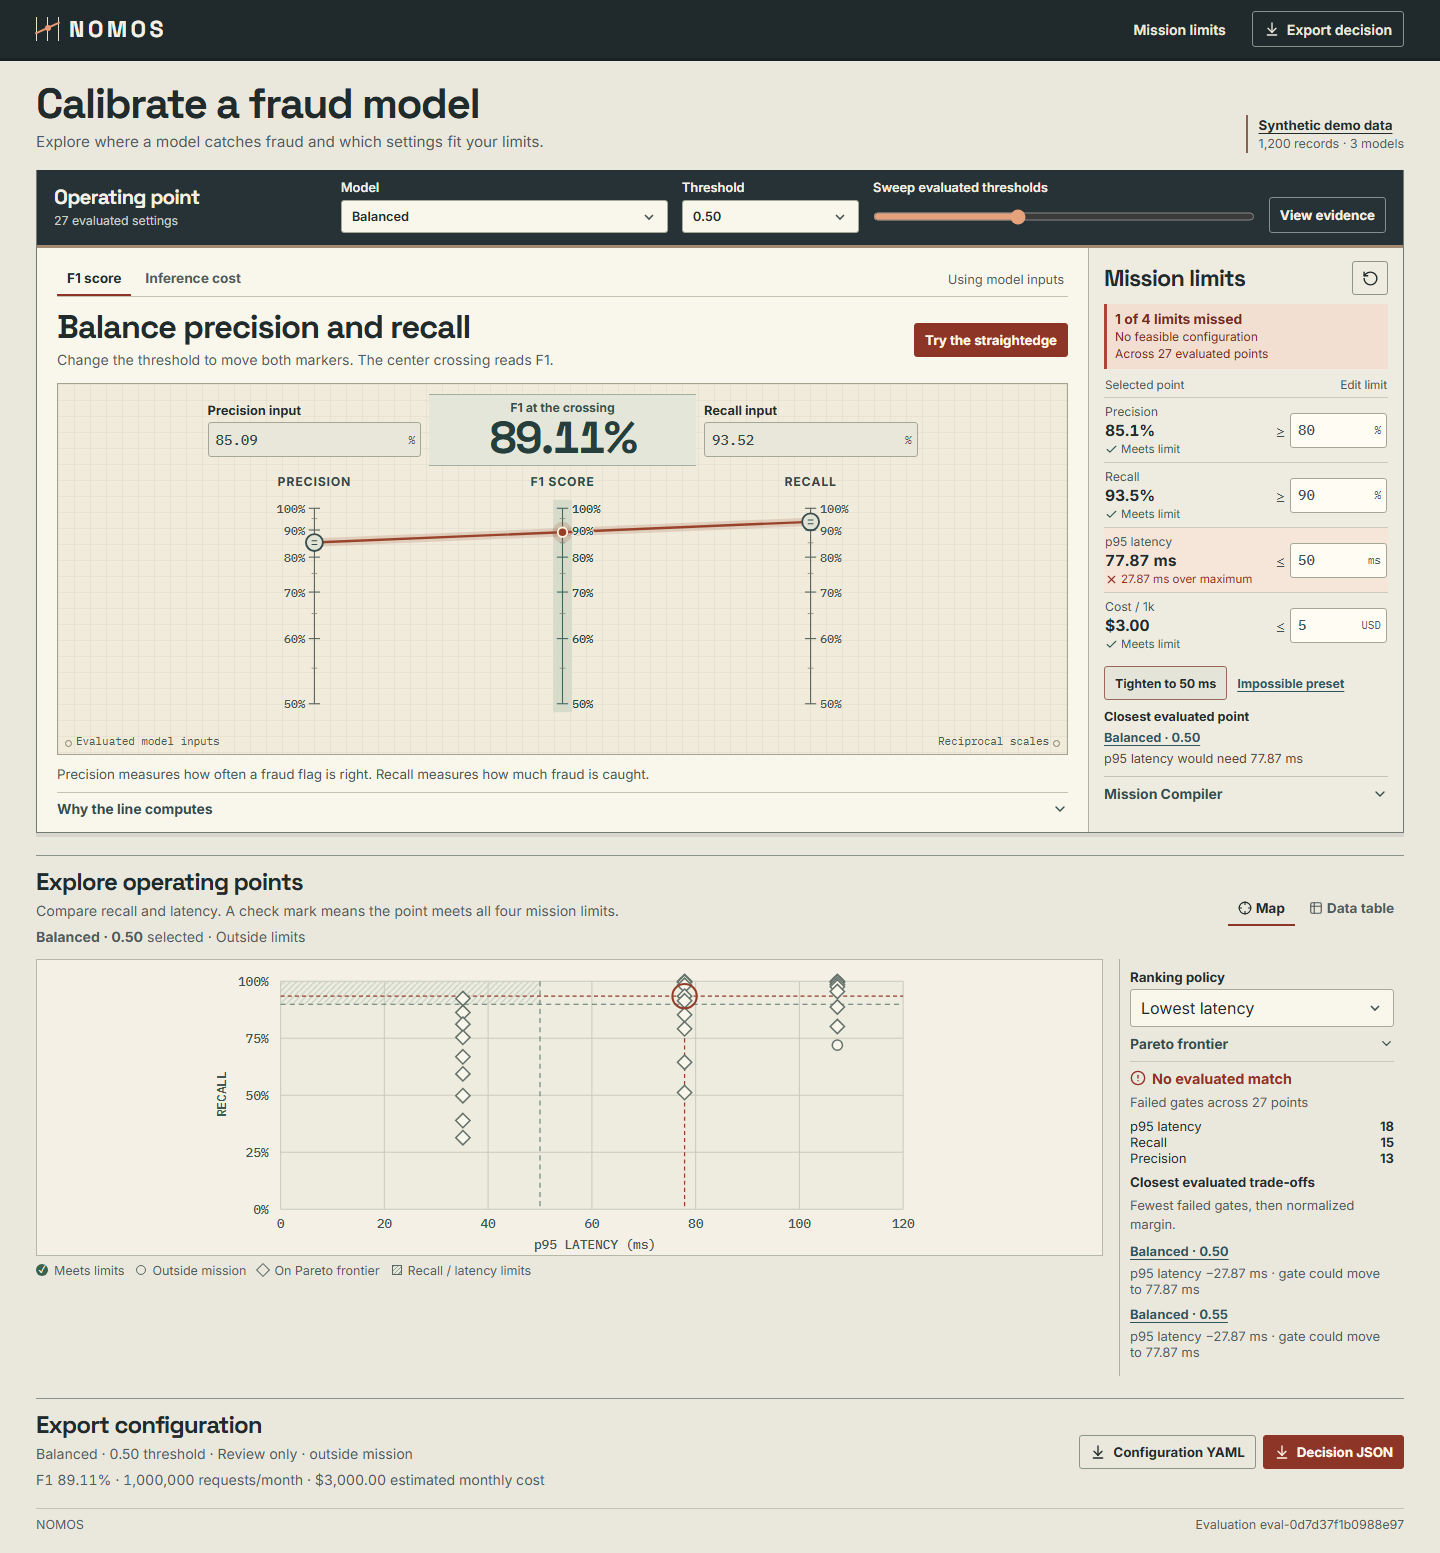 NOMOS
Mission limits
Export decision
Calibrate a fraud model
Explore where a model catches fraud and which settings fit your limits.
Synthetic demo data
1,200 records · 3 models
Operating point
27 evaluated settings
Model
Balanced
Threshold
0.50
Sweep evaluated thresholds
View evidence
F1 score
Inference cost
Using model inputs
Balance precision and recall
Change the threshold to move both markers. The center crossing reads F1.
Try the straightedge
Precision input
85.09 %
F1 at the crossing
89.11%
Recall input
93.52 %
PRECISION
F1 SCORE
RECALL
100%
90%
80%
70%
60%
50%
100%
90%
80%
70%
60%
50%
100%
90%
80%
70%
60%
50%
Evaluated model inputs
Reciprocal scales
Precision measures how often a fraud flag is right. Recall measures how much fraud is caught.
Why the line computes
Mission limits
1 of 4 limits missed
No feasible configuration
Across 27 evaluated points
Selected point
Edit limit
Precision
85.1%
✓ Meets limit
≥ 80 %
Recall
93.5%
✓ Meets limit
≥ 90 %
p95 latency
77.87 ms
✕ 27.87 ms over maximum
≤ 50 ms
Cost / 1k
$3.00
✓ Meets limit
≤ 5 USD
Tighten to 50 ms
Impossible preset
Closest evaluated point
Balanced · 0.50
p95 latency would need 77.87 ms
Mission Compiler
Explore operating points
Compare recall and latency. A check mark means the point meets all four mission limits.
Balanced · 0.50 selected · Outside limits
Map
Data table
RECALL
100%
75%
50%
25%
0%
0 20 40 60 80 100 120
p95 LATENCY (ms)
Meets limits
Outside mission
On Pareto frontier
Recall / latency limits
Ranking policy
Lowest latency
Pareto frontier
No evaluated match
Failed gates across 27 points
p95 latency 18
Recall 15
Precision 13
Closest evaluated trade-offs
Fewest failed gates, then normalized
margin.
Balanced · 0.50
p95 latency −27.87 ms · gate could move
to 77.87 ms
Balanced · 0.55
p95 latency −27.87 ms · gate could move
to 77.87 ms
Export configuration
Balanced · 0.50 threshold · Review only · outside mission
F1 89.11% · 1,000,000 requests/month · $3,000.00 estimated monthly cost
Configuration YAML
Decision JSON
NOMOS
Evaluation eval-0d7d37f1b0988e97